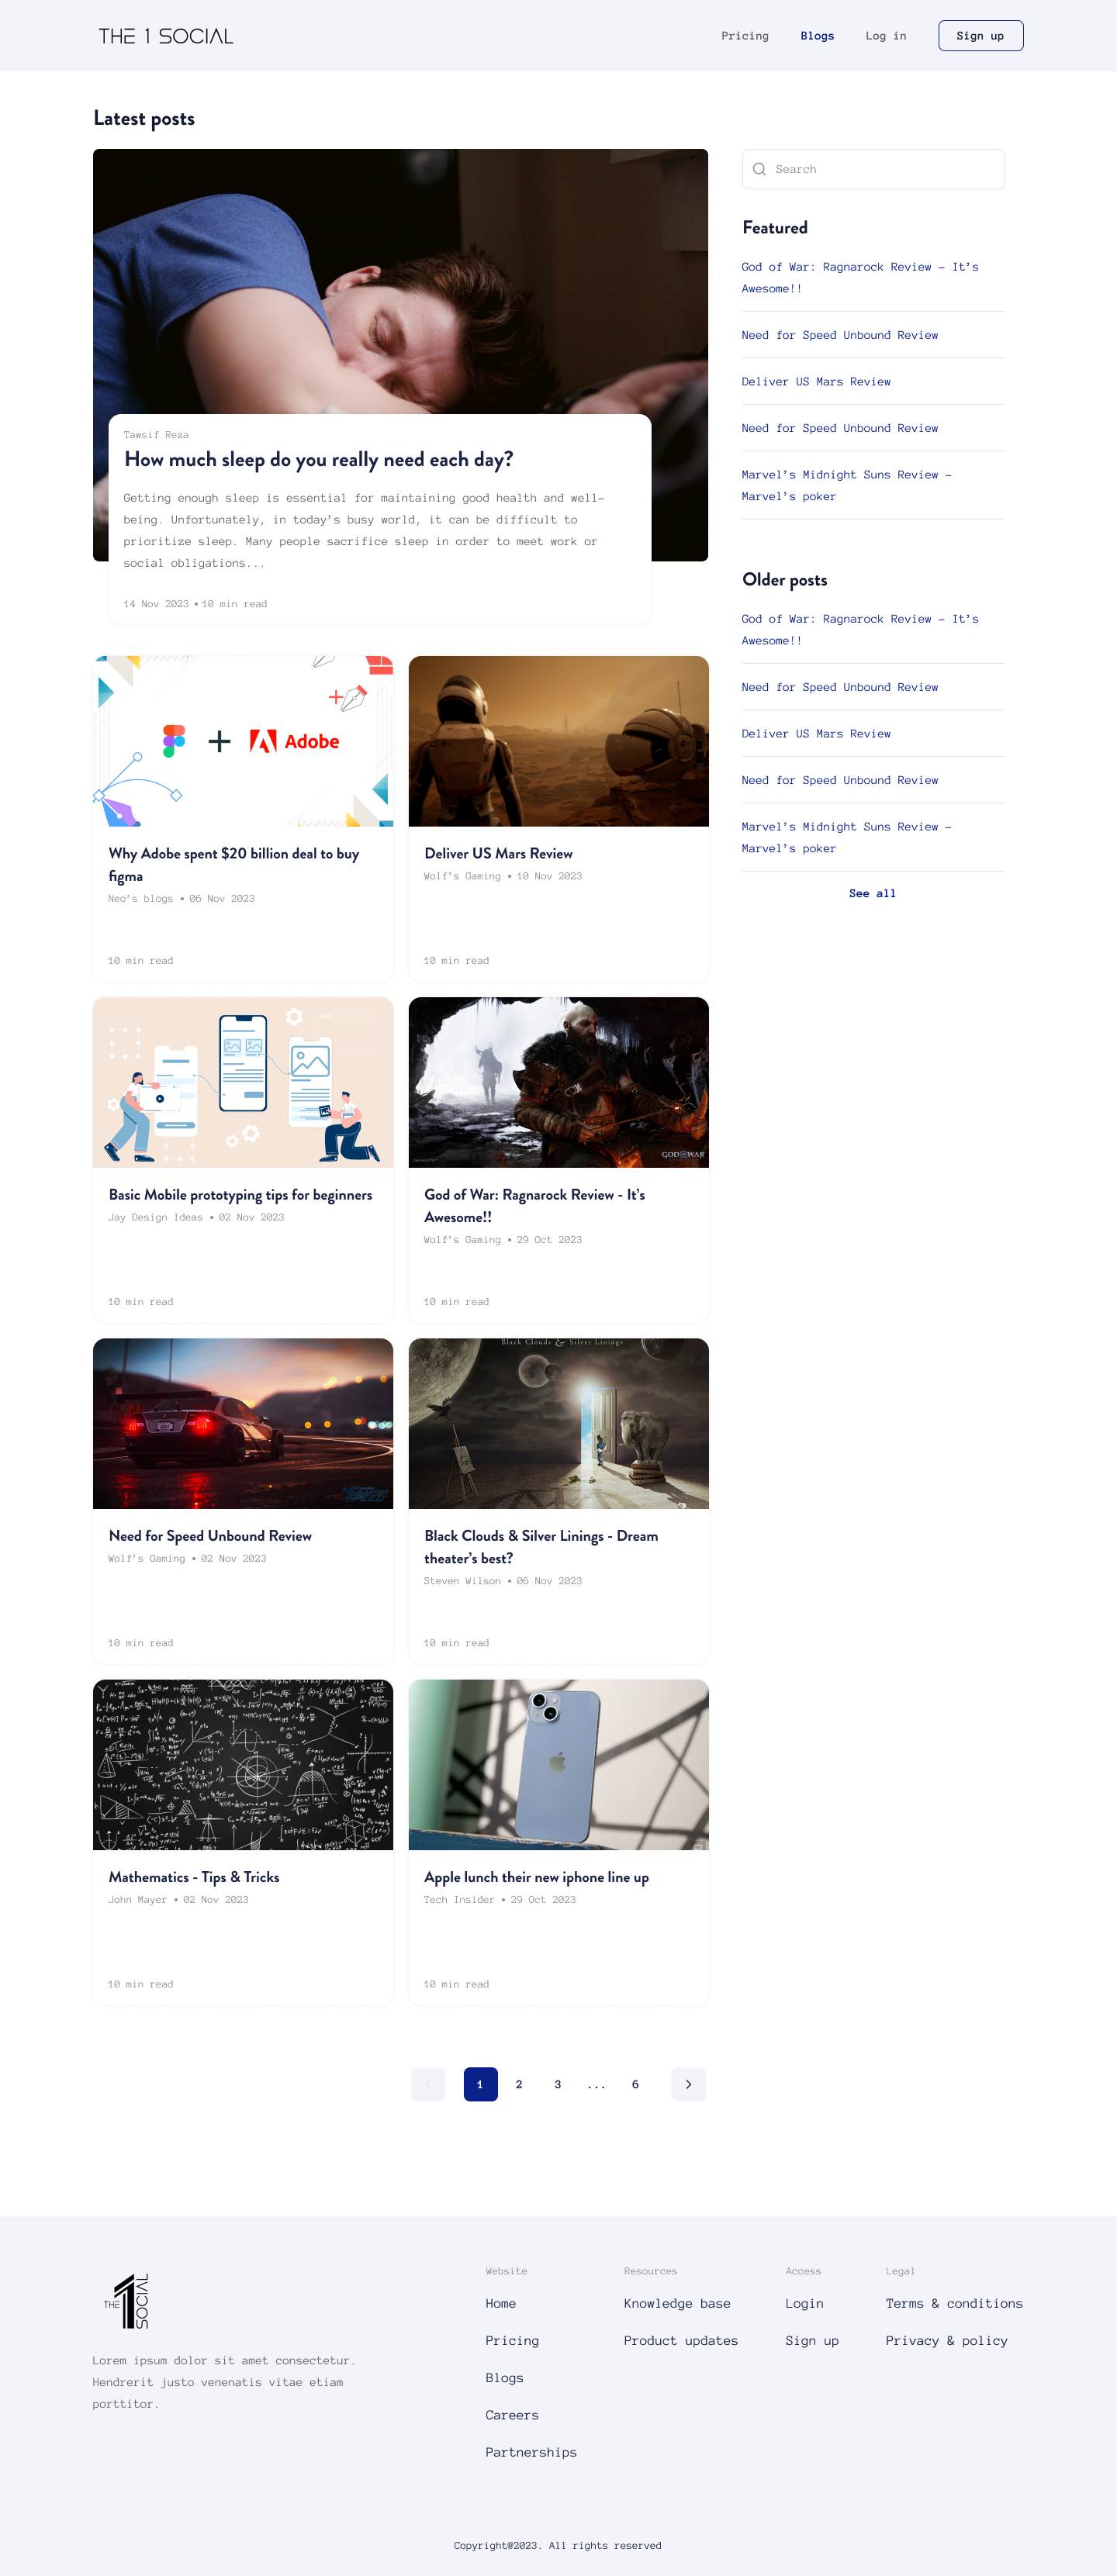 THE 1 SOCIAL
Pricing
Blogs
Log in
Sign up
Latest posts
Tawsif Reza
How much sleep do you really need each day?
Getting enough sleep is essential for maintaining good health and well-
being. Unfortunately, in today’s busy world, it can be difficult to
prioritize sleep. Many people sacrifice sleep in order to meet work or
social obligations...
14 Nov 2023 • 10 min read
Search
Featured
God of War: Ragnarock Review - It’s
Awesome!!
Need for Speed Unbound Review
Deliver US Mars Review
Need for Speed Unbound Review
Marvel’s Midnight Suns Review -
Marvel’s poker
Older posts
God of War: Ragnarock Review - It’s
Awesome!!
Need for Speed Unbound Review
Deliver US Mars Review
Need for Speed Unbound Review
Marvel’s Midnight Suns Review -
Marvel’s poker
See all
Adobe
Why Adobe spent $20 billion deal to buy
figma
Neo’s blogs • 06 Nov 2023
10 min read
Deliver US Mars Review
Wolf’s Gaming • 10 Nov 2023
10 min read
Basic Mobile prototyping tips for beginners
Jay Design Ideas • 02 Nov 2023
10 min read
GOD OF WAR
God of War: Ragnarock Review - It’s
Awesome!!
Wolf’s Gaming • 29 Oct 2023
10 min read
NEED FOR SPEED
Need for Speed Unbound Review
Wolf’s Gaming • 02 Nov 2023
10 min read
Black Clouds & Silver Linings
Black Clouds & Silver Linings - Dream
theater’s best?
Steven Wilson • 06 Nov 2023
10 min read
Mathematics - Tips & Tricks
John Mayer • 02 Nov 2023
10 min read
Apple lunch their new iphone line up
Tech Insider • 29 Oct 2023
10 min read
1 2 3 ... 6
THE 1 SOCIAL
Lorem ipsum dolor sit amet consectetur.
Hendrerit justo venenatis vitae etiam
porttitor.
Website
Home
Pricing
Blogs
Careers
Partnerships
Resources
Knowledge base
Product updates
Access
Login
Sign up
Legal
Terms & conditions
Privacy & policy
Copyright@2023. All rights reserved